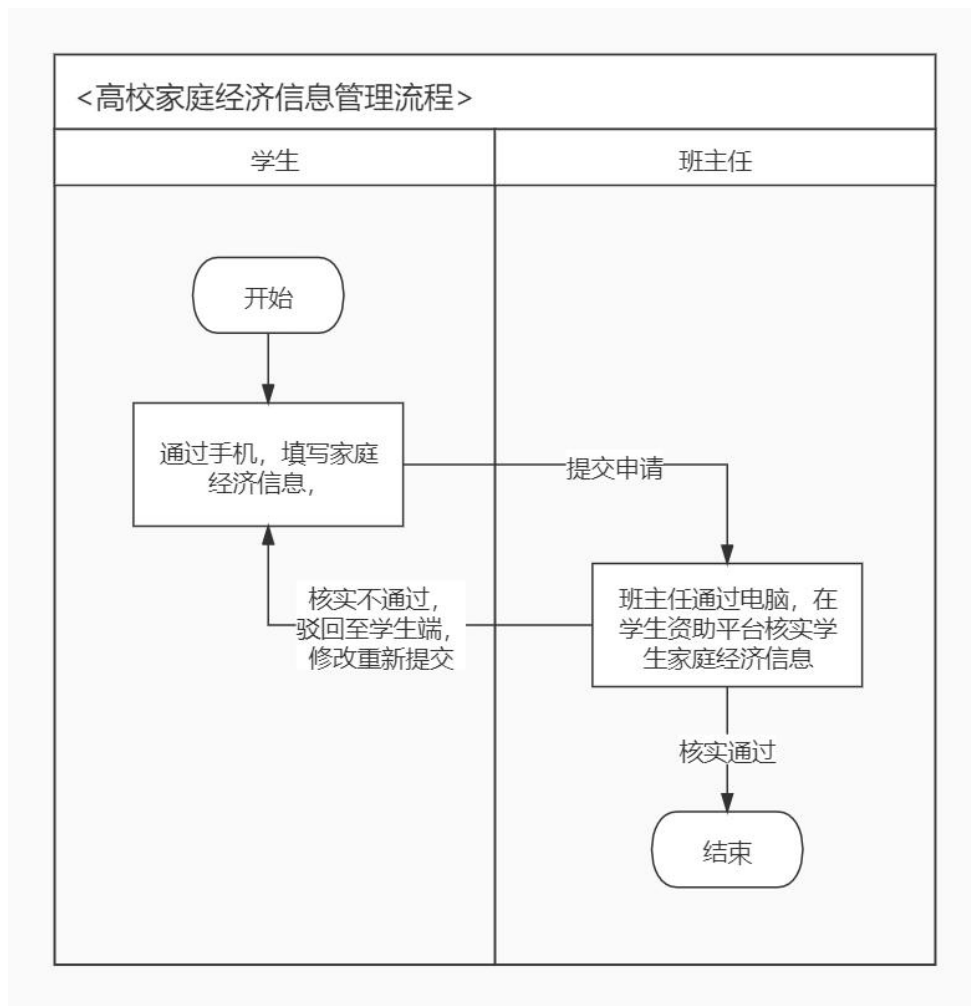 <高校家庭经济信息管理流程>
学生
班主任
开始
通过手机，填写家庭
经济信息，
提交申请
核实不通过，
驳回至学生端，
修改重新提交
班主任通过电脑，在
学生资助平台核实学
生家庭经济信息
核实通过
结束